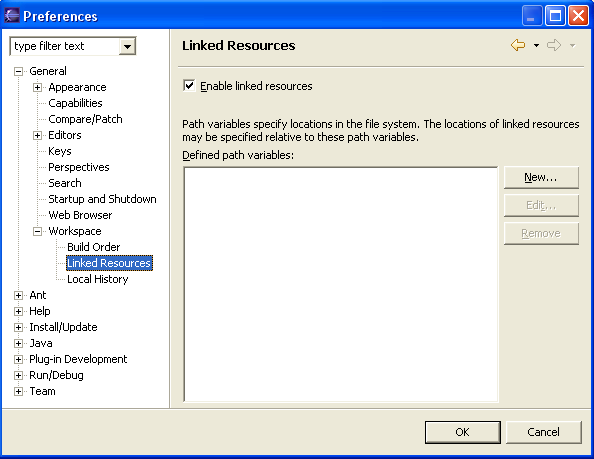 Preferences
type filter text
General
Appearance
Capabilities
Compare/Patch
Editors
Keys
Perspectives
Search
Startup and Shutdown
Web Browser
Workspace
Build Order
Linked Resources
Local History
Ant
Help
Install/Update
Java
Plug-in Development
Run/Debug
Team
Linked Resources
Enable linked resources
Path variables specify locations in the file system. The locations of linked resources
may be specified relative to these path variables.
Defined path variables:
New...
Edit...
Remove
OK
Cancel